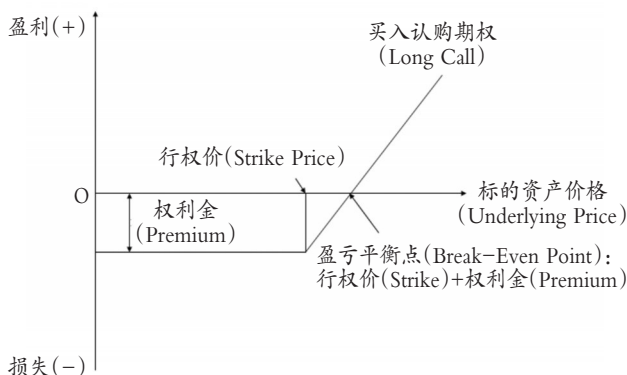 盈利(+)
买入认购期权
(Long Call)
行权价(Strike Price)
O
标的资产价格
(Underlying Price)
权利金
(Premium)
盈亏平衡点(Break-Even Point):
行权价(Strike)+权利金(Premium)
损失(-)